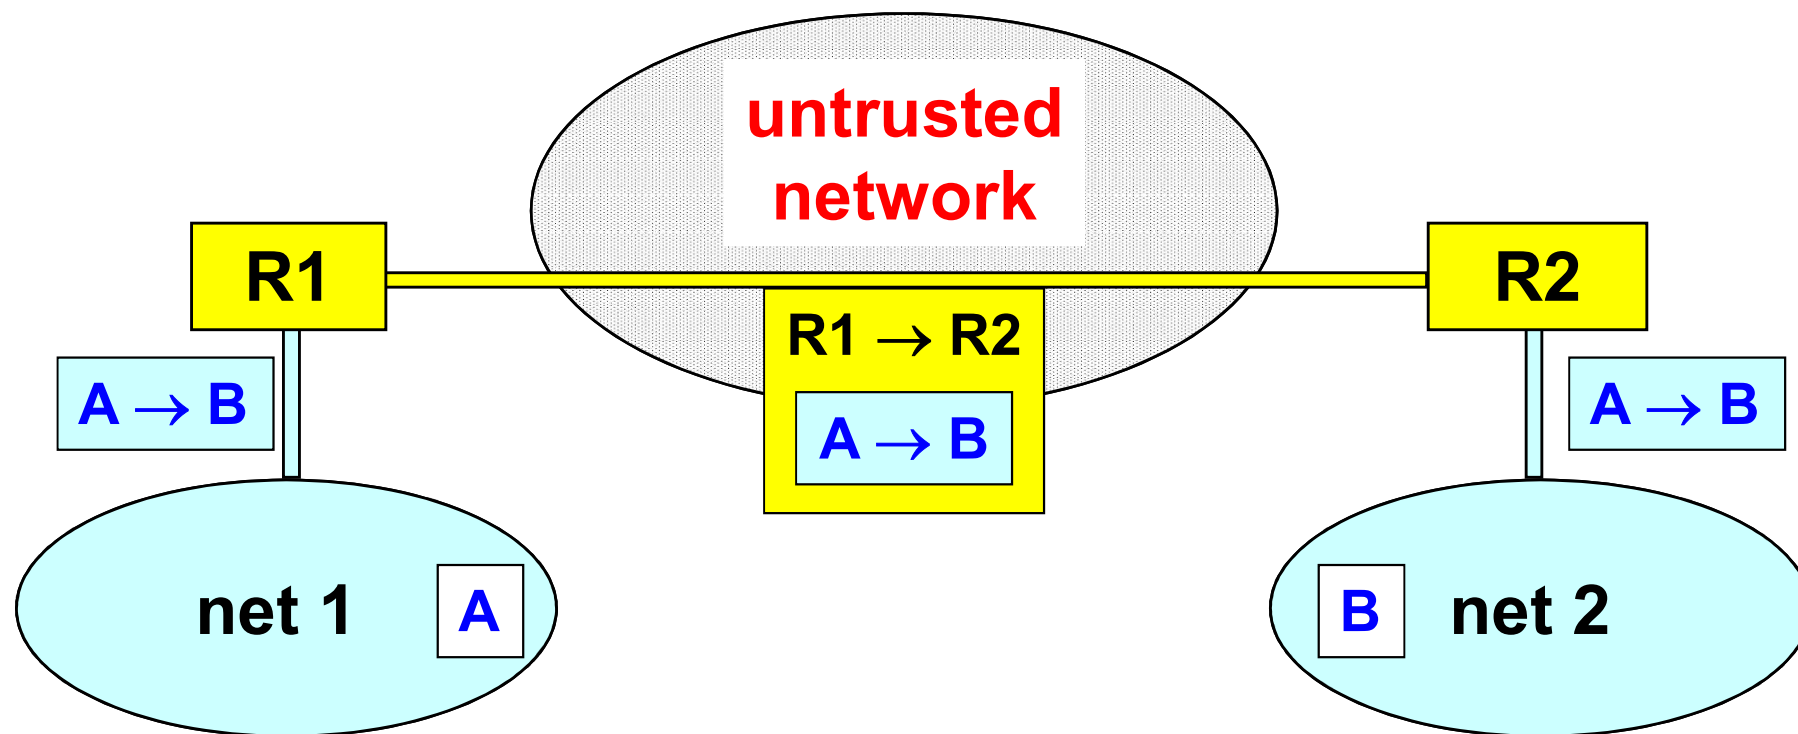 untrusted
network
R1
R2
R1 → R2
A → B
A → B
A → B
net 1
A
B
net 2